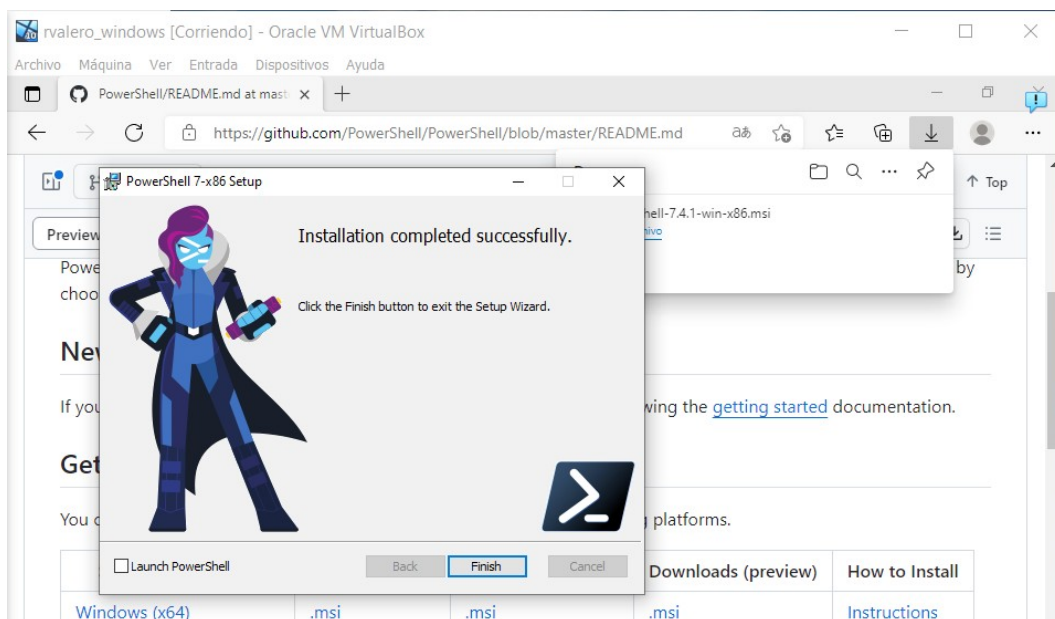 rvalero_windows [Corriendo] - Oracle VM VirtualBox
Archivo Máquina Ver Entrada Dispositivos Ayuda
PowerShell/README.md at mast
https://github.com/PowerShell/PowerShell/blob/master/README.md
PowerShell 7-x86 Setup
hell-7.4.1-win-x86.msi
Top
Preview
Installation completed successfully.
Powe by
choo
Click the Finish button to exit the Setup Wizard.
New
If you wing the getting started documentation.
Get
You c platforms.
Launch PowerShell Back Finish Cancel
Downloads (preview) How to Install
Windows (x64) .msi .msi .msi Instructions